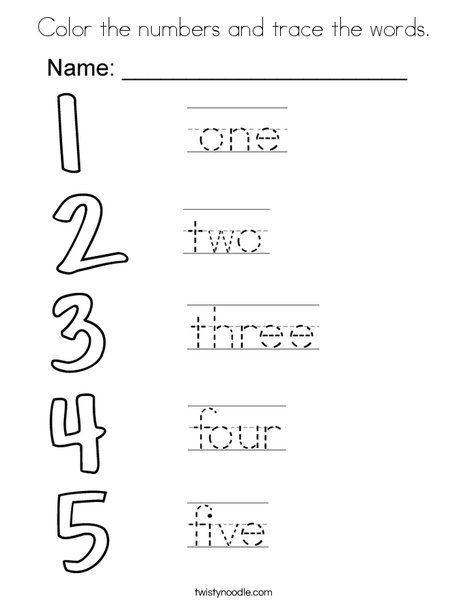 Color the numbers and trace the words.
Name: ______________________
1 one
2 two
3 three
4 four
5 five
twistynoodle.com